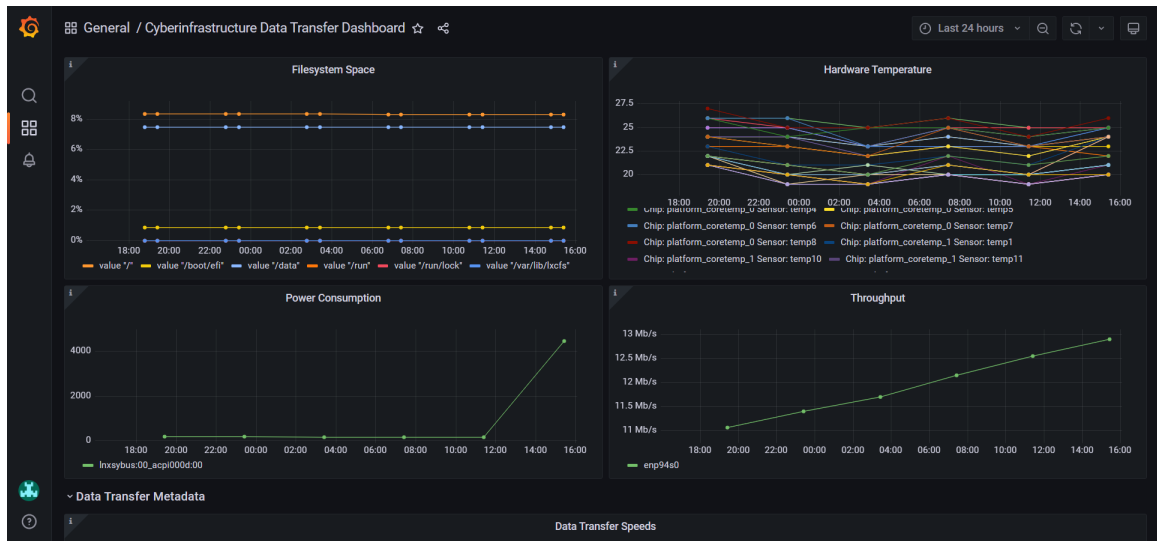 General / Cyberinfrastructure Data Transfer Dashboard
Last 24 hours
Filesystem Space
8%
6%
4%
2%
0%
18:00 20:00 22:00 00:00 02:00 04:00 06:00 08:00 10:00 12:00 14:00 16:00
value "/" value "/boot/efi" value "/data" value "/run" value "/run/lock" value "/var/lib/lxcfs"
Hardware Temperature
27.5
25
22.5
20
18:00 20:00 22:00 00:00 02:00 04:00 06:00 08:00 10:00 12:00 14:00 16:00
Chip: platform_coretemp_0 Sensor: temp4 Chip: platform_coretemp_0 Sensor: temp5
Chip: platform_coretemp_0 Sensor: temp6 Chip: platform_coretemp_0 Sensor: temp7
Chip: platform_coretemp_0 Sensor: temp8 Chip: platform_coretemp_1 Sensor: temp1
Chip: platform_coretemp_1 Sensor: temp10 Chip: platform_coretemp_1 Sensor: temp11
Power Consumption
4000
2000
0
18:00 20:00 22:00 00:00 02:00 04:00 06:00 08:00 10:00 12:00 14:00 16:00
lnxsybus:00_acpi000d:00
Throughput
13 Mb/s
12.5 Mb/s
12 Mb/s
11.5 Mb/s
11 Mb/s
18:00 20:00 22:00 00:00 02:00 04:00 06:00 08:00 10:00 12:00 14:00 16:00
enp94s0
Data Transfer Metadata
Data Transfer Speeds